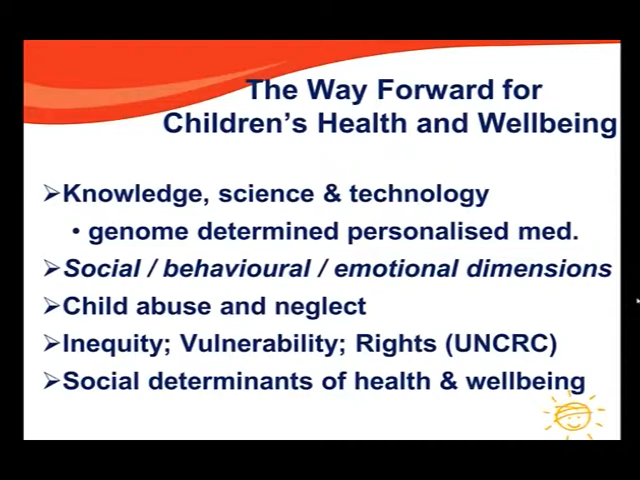 The Way Forward for
Children's Health and Wellbeing
➢Knowledge, science & technology
• genome determined personalised med.
➢Social / behavioural / emotional dimensions
➢Child abuse and neglect
➢Inequity; Vulnerability; Rights (UNCRC)
➢Social determinants of health & wellbeing